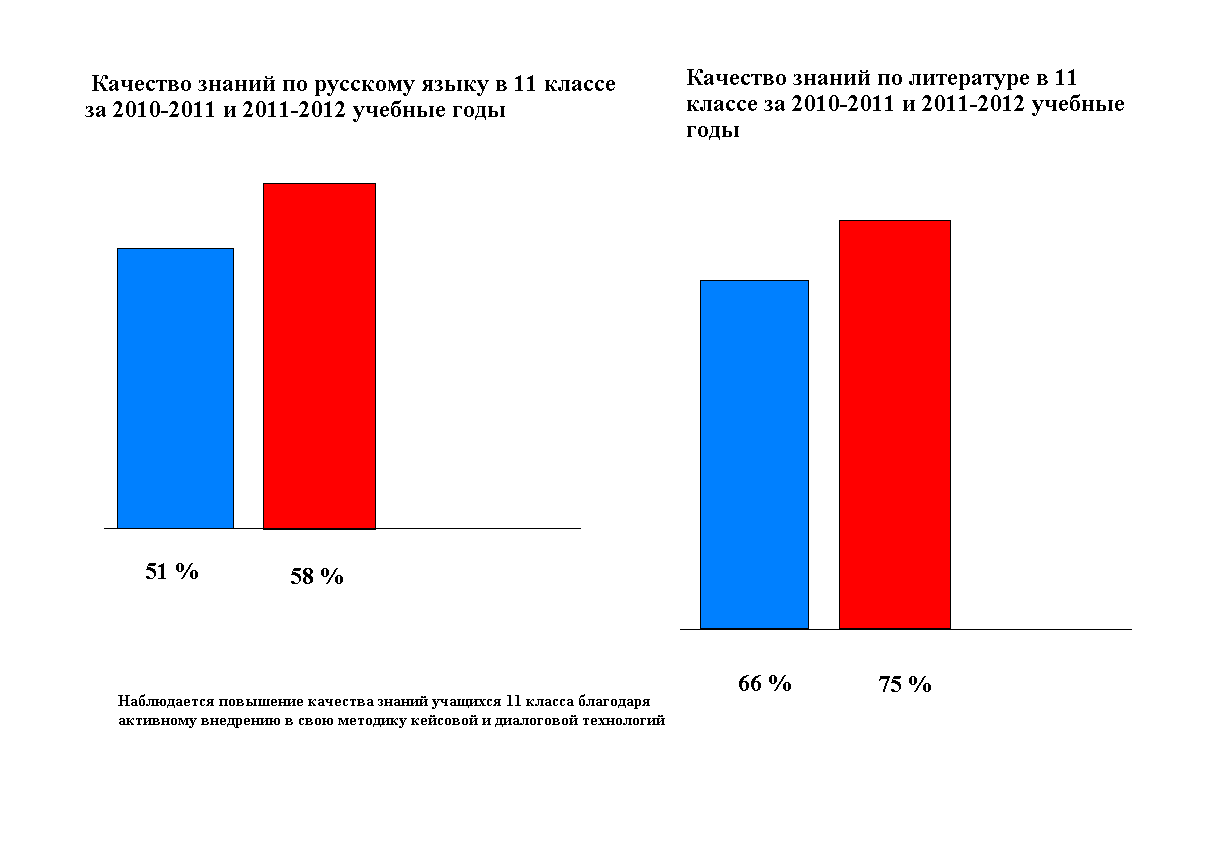 Качество знаний по русскому языку в 11 классе
за 2010-2011 и 2011-2012 учебные годы
51 %
58 %
Качество знаний по литературе в 11
классе за 2010-2011 и 2011-2012 учебные
годы
66 %
75 %
Наблюдается повышение качества знаний учащихся 11 класса благодаря
активному внедрению в свою методику кейсовой и диалоговой технологий